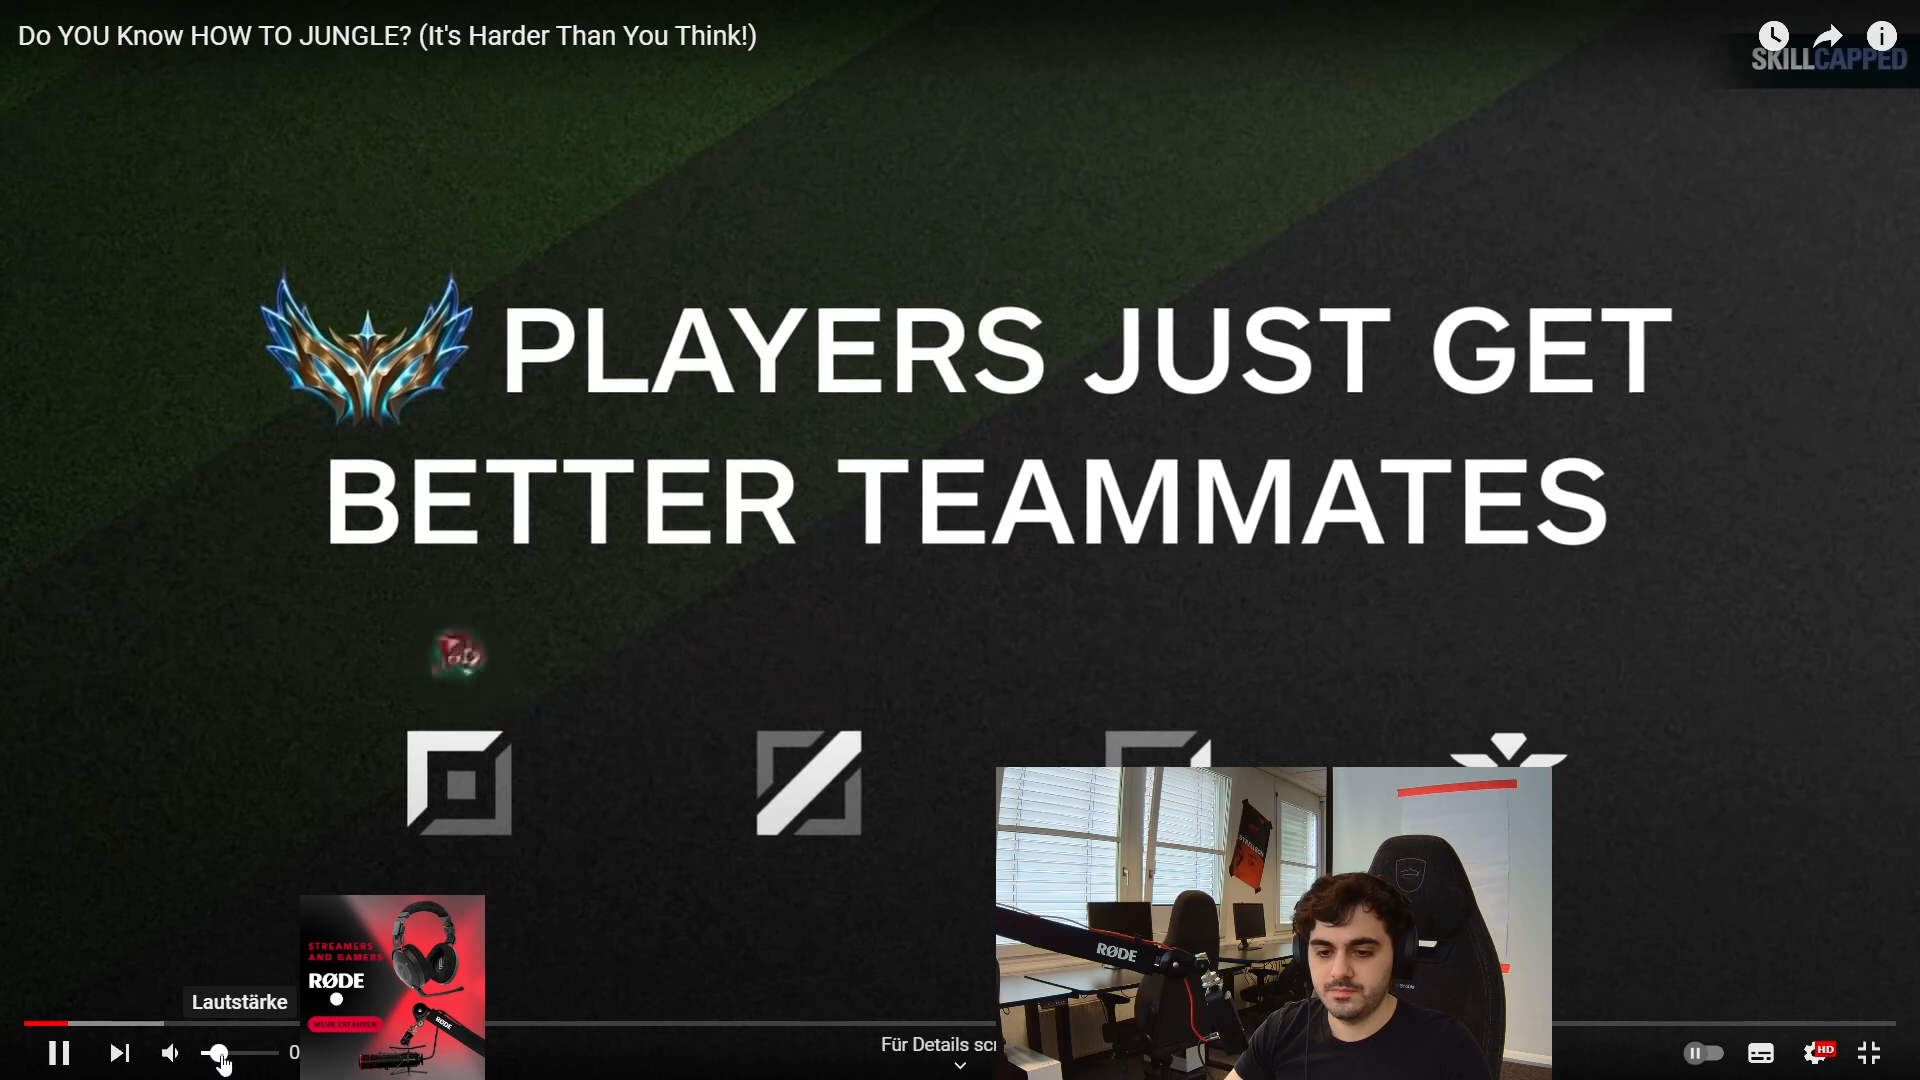 Do YOU Know HOW TO JUNGLE? (It's Harder Than You Think!)
SKILLCAPPED
PLAYERS JUST GET
BETTER TEAMMATES
STREAMERS
AND GAMERS
RØDE
MEHR ERFAHREN
RØDE
RØDE
Lautstärke
0
Für Details sc
HD